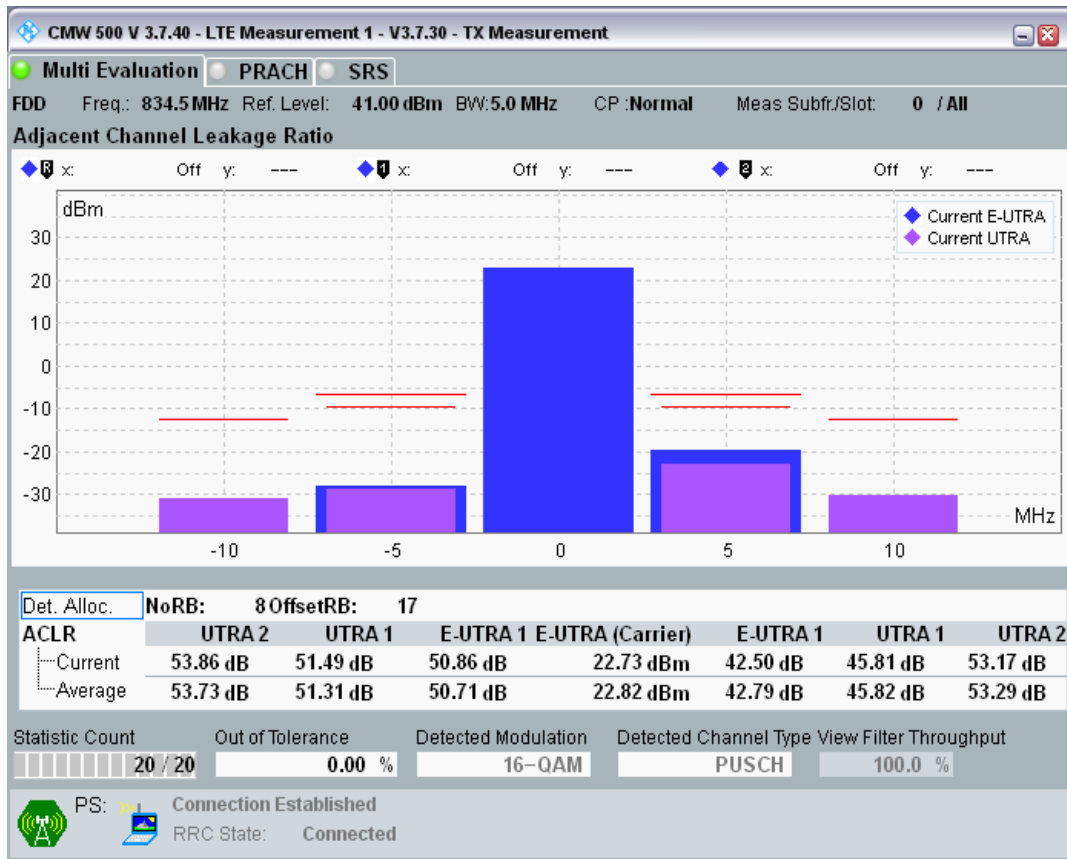 CMW 500 V 3.7.40 - LTE Measurement 1 - V3.7.30 - TX Measurement
Multi Evaluation PRACH SRS
FDD Freq.: 834.5 MHz Ref. Level: 41.00 dBm BW:5.0 MHz CP :Normal Meas Subfr./Slot: 0 / All
Adjacent Channel Leakage Ratio
R x: Off y: --- 1 x: Off y: --- 2 x: Off y: ---
dBm
Current E-UTRA
Current UTRA
30
20
10
0
-10
-20
-30
MHz
-10 -5 0 5 10
Det. Alloc. NoRB: 8 OffsetRB: 17
ACLR UTRA 2 UTRA 1 E-UTRA 1 E-UTRA (Carrier) E-UTRA 1 UTRA 1 UTRA 2
Current 53.86 dB 51.49 dB 50.86 dB 22.73 dBm 42.50 dB 45.81 dB 53.17 dB
Average 53.73 dB 51.31 dB 50.71 dB 22.82 dBm 42.79 dB 45.82 dB 53.29 dB
Statistic Count Out of Tolerance Detected Modulation Detected Channel Type View Filter Throughput
20 / 20 0.00 % 16-QAM PUSCH 100.0 %
PS: Connection Established
RRC State: Connected